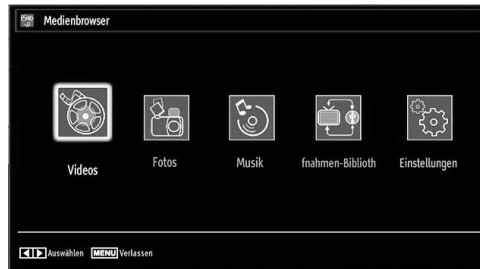 Medienbrowser
Videos Fotos Musik fnahmen-Biblioth Einstellungen
Auswählen MENU Verlassen